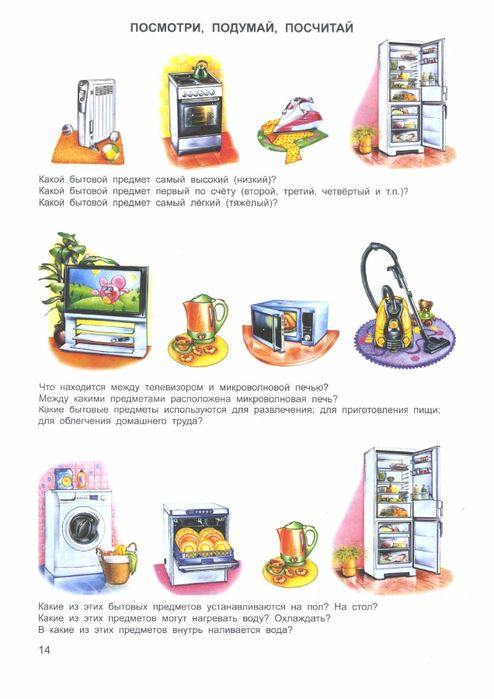 ПОСМОТРИ, ПОДУМАЙ, ПОСЧИТАЙ
Какой бытовой предмет самый высокий (низкий)?
Какой бытовой предмет первый по счёту (второй, третий, четвёртый и т.п.)?
Какой бытовой предмет самый лёгкий (тяжёлый)?
Что находится между телевизором и микроволновой печью?
Между какими предметами расположена микроволновая печь?
Какие бытовые предметы используются для развлечения; для приготовления пищи;
для облегчения домашнего труда?
Какие из этих бытовых предметов устанавливаются на пол? На стол?
Какие из этих предметов могут нагревать воду? Охлаждать?
В какие из этих предметов внутрь наливается вода?
14